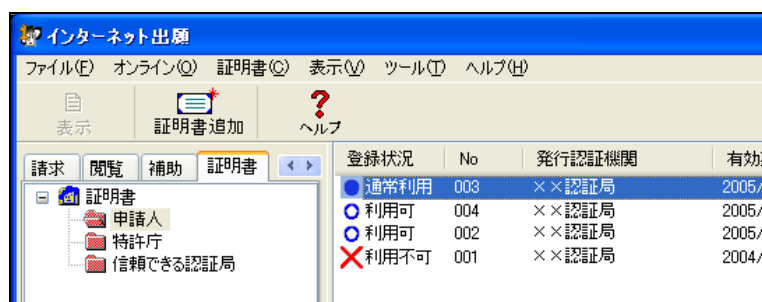 インターネット出願
ファイル(F) オンライン(O) 証明書(C) 表示(V) ツール(T) ヘルプ(H)
表示 証明書追加 ヘルプ
請求 閲覧 補助 証明書
証明書
申請人
特許庁
信頼できる認証局
登録状況 No 発行認証機関 有効
通常利用 003 ××認証局 2005/
利用可 004 ××認証局 2005/
利用可 002 ××認証局 2005/
利用不可 001 ××認証局 2004/